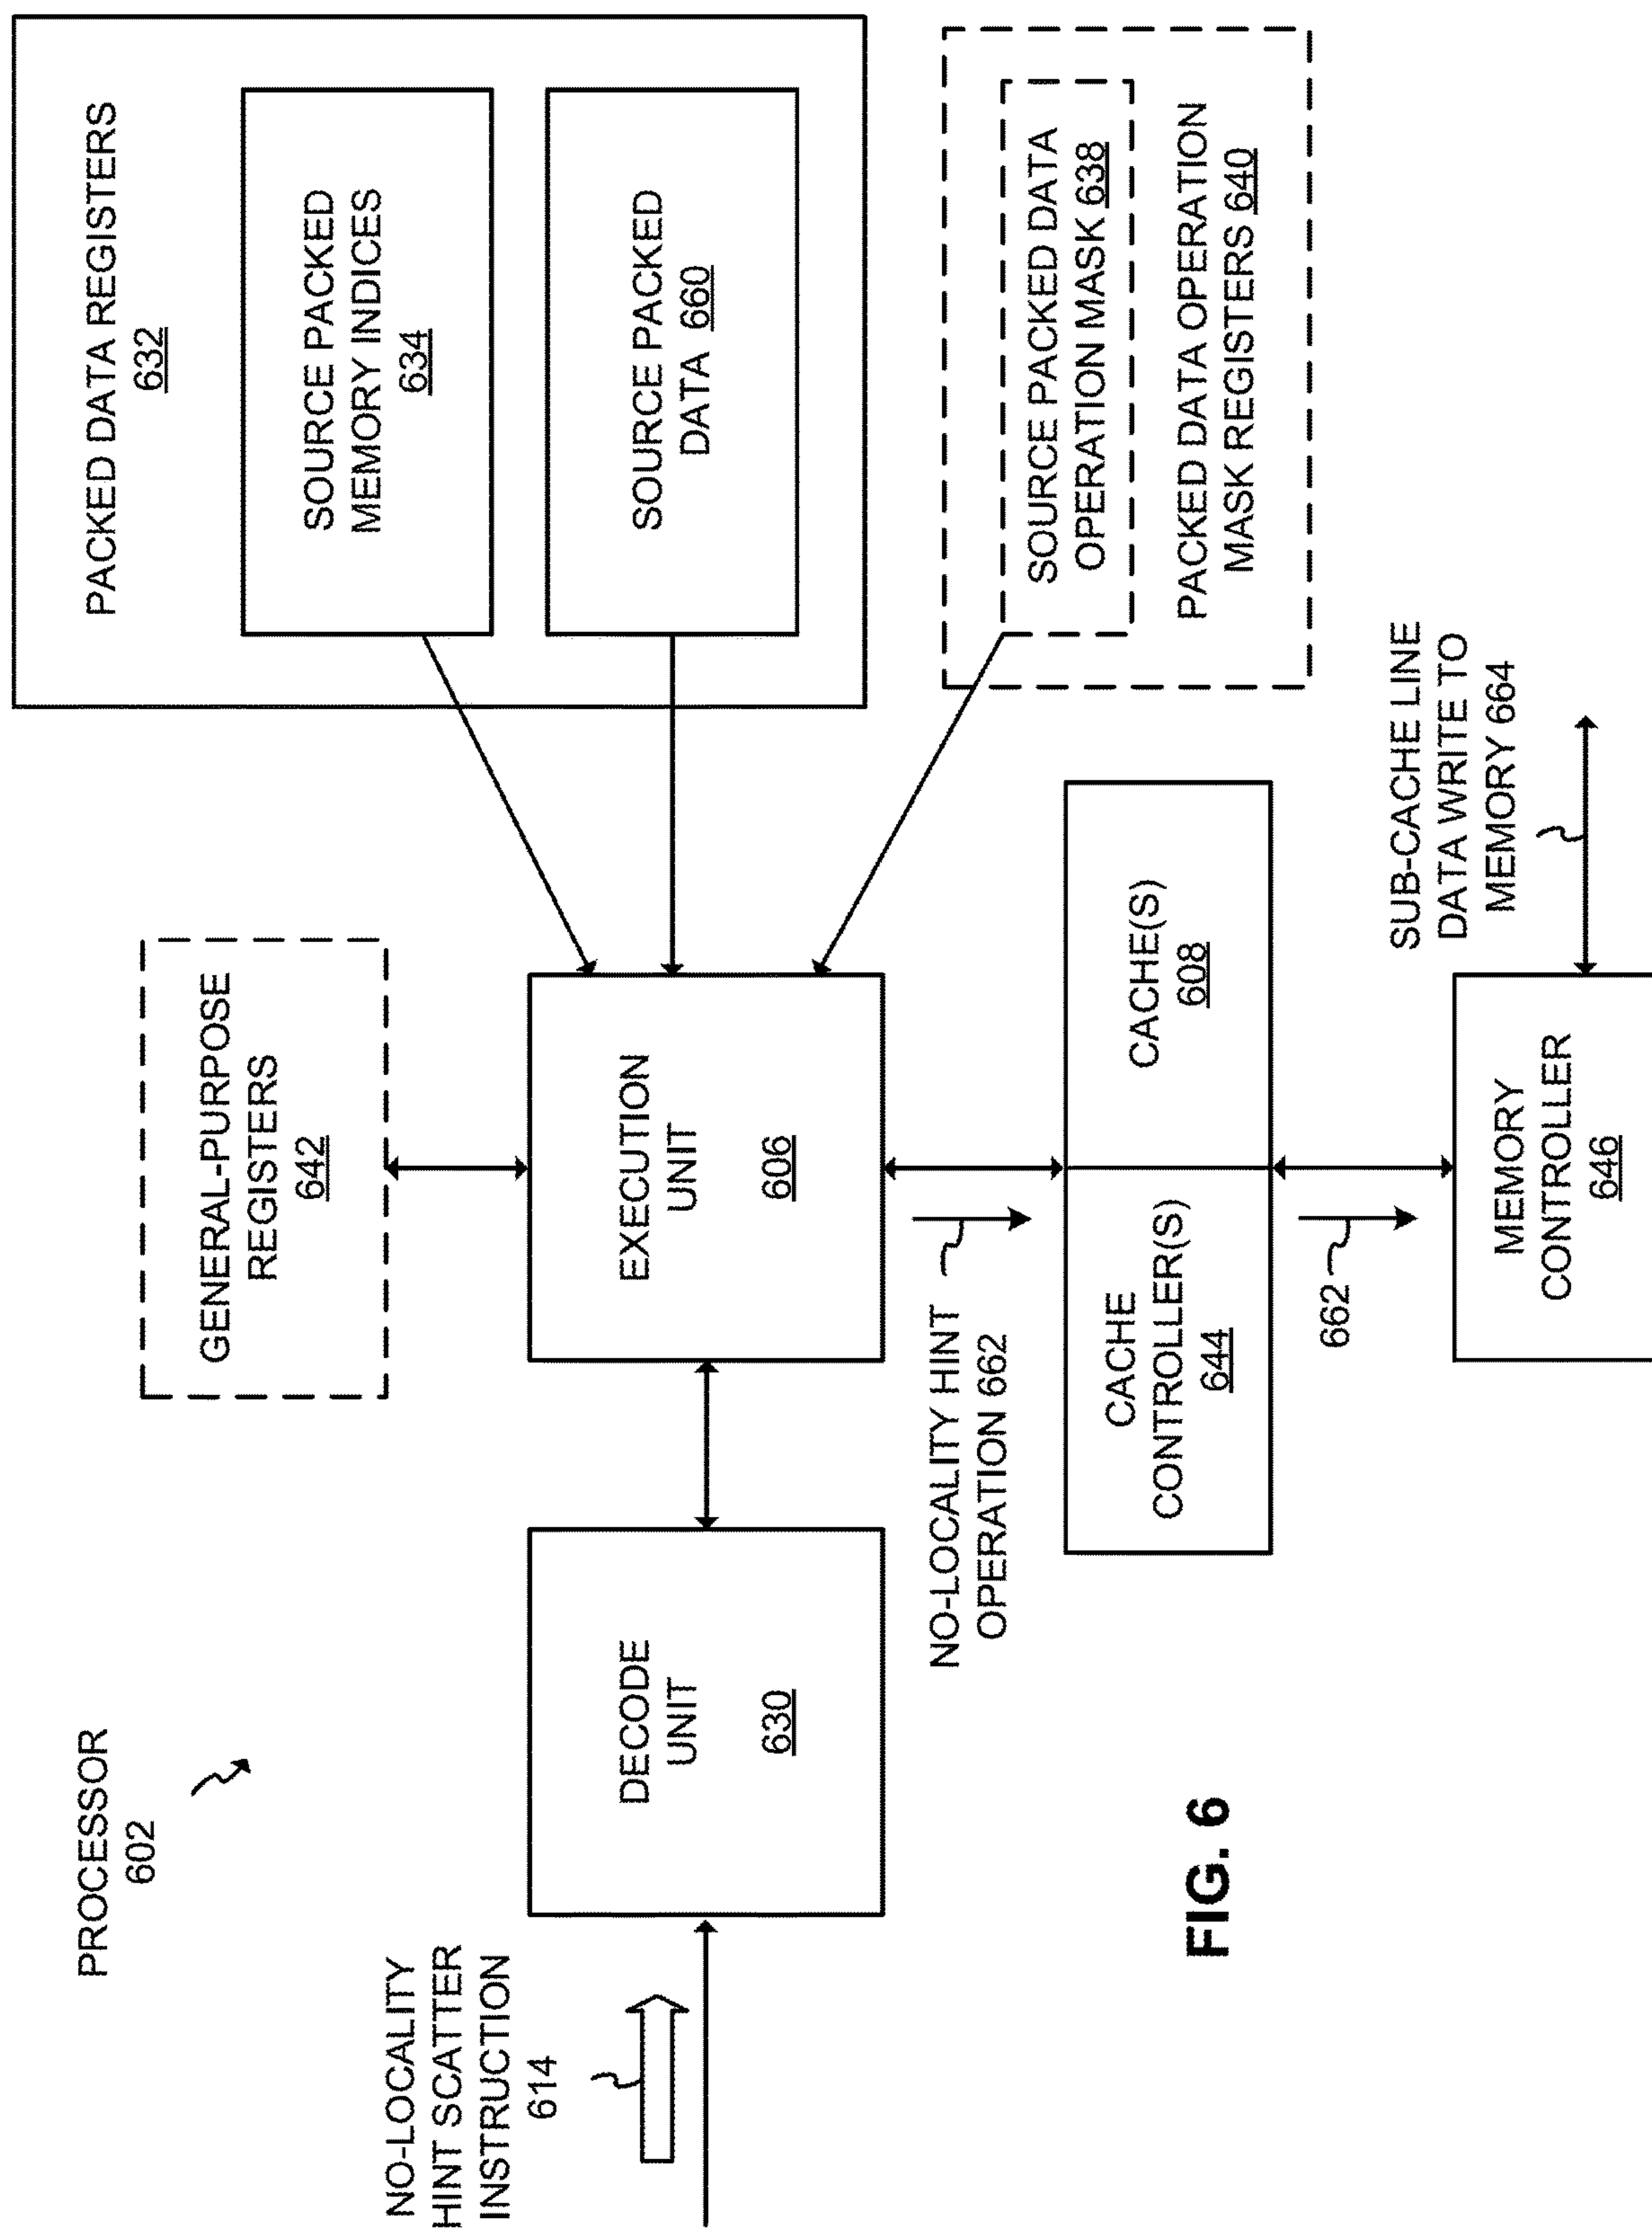 PROCESSOR
602
NO-LOCALITY
HINT SCATTER
INSTRUCTION
614
DECODE
UNIT
630
GENERAL-PURPOSE
REGISTERS
642
EXECUTION
UNIT
606
PACKED DATA REGISTERS
632
SOURCE PACKED
MEMORY INDICES
634
SOURCE PACKED
DATA 660
SOURCE PACKED DATA
OPERATION MASK 638
PACKED DATA OPERATION
MASK REGISTERS 640
NO-LOCALITY HINT
OPERATION 662
CACHE
CONTROLLER(S)
644
CACHE(S)
608
662
MEMORY
CONTROLLER
646
SUB-CACHE LINE
DATA WRITE TO
MEMORY 664
FIG. 6